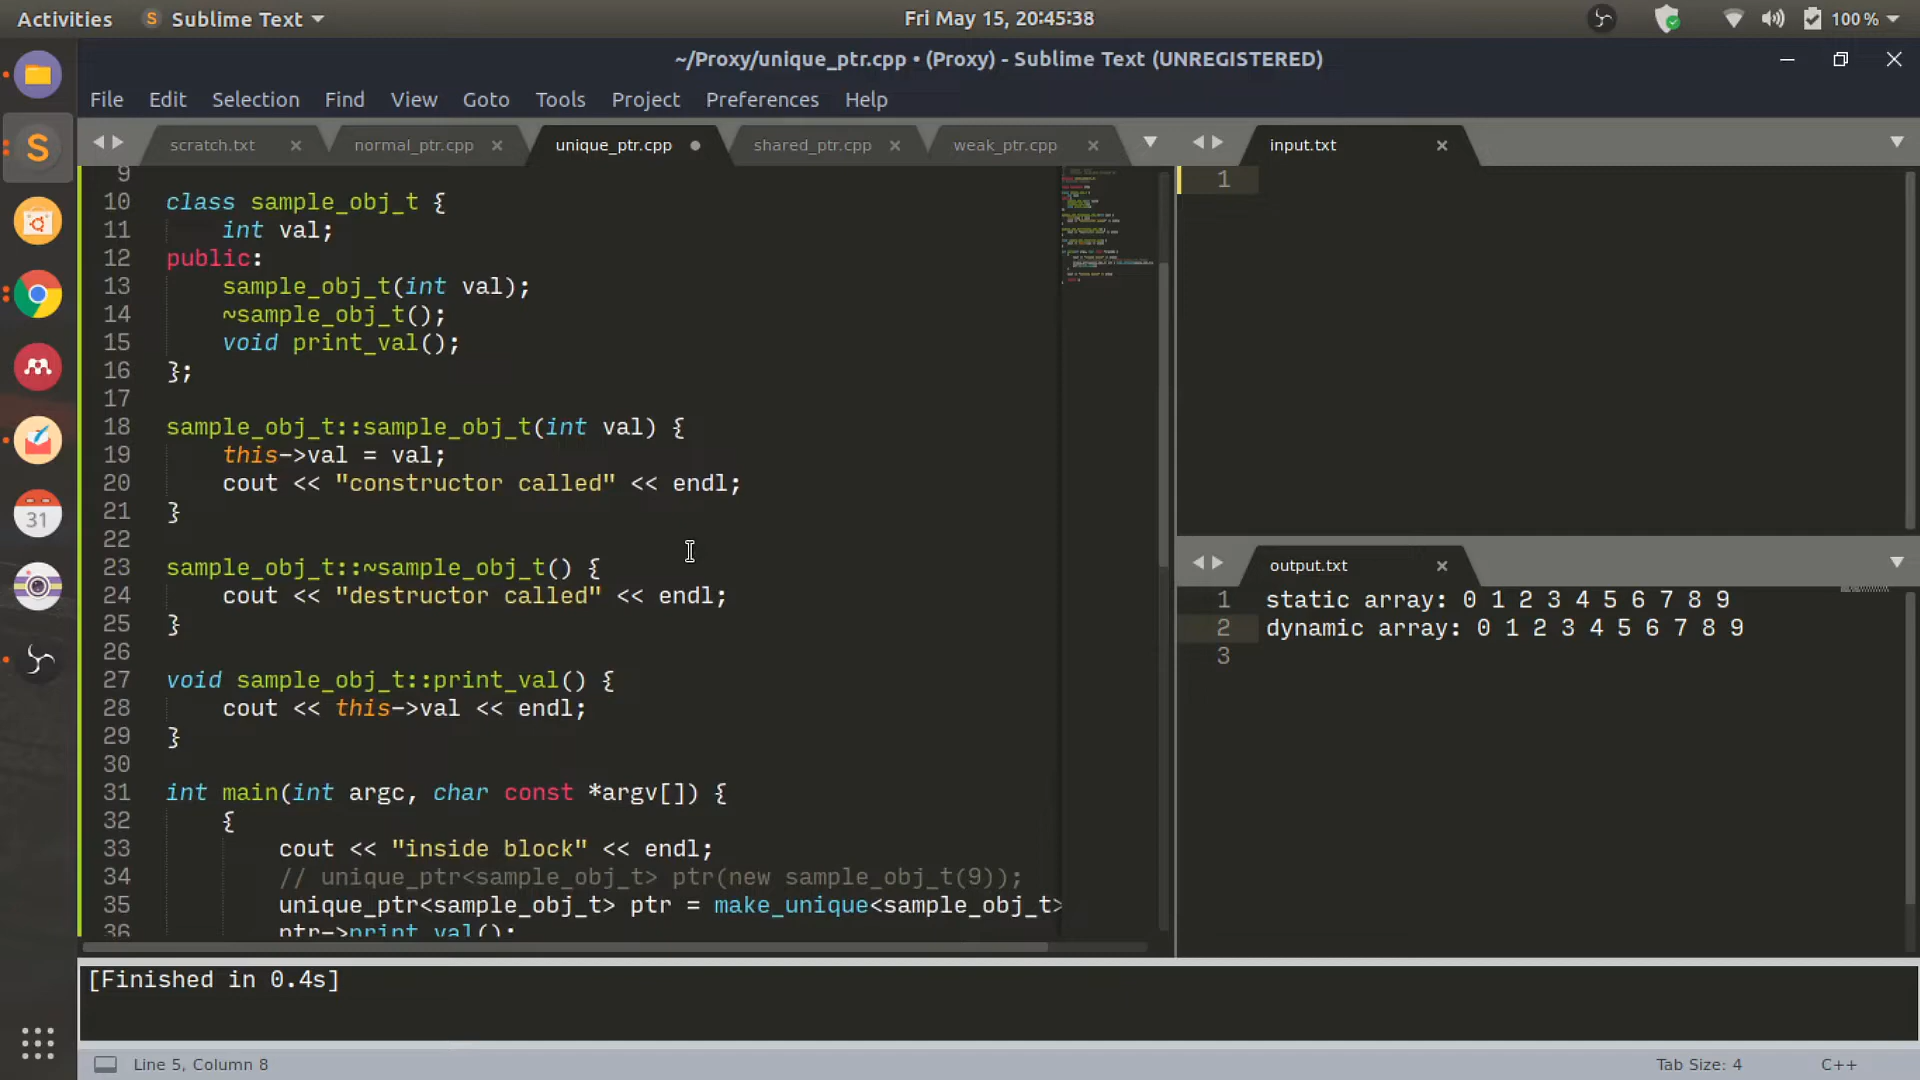 Activities
Sublime Text
Fri May 15, 20:45:38
100 %
~/Proxy/unique_ptr.cpp • (Proxy) - Sublime Text (UNREGISTERED)
File Edit Selection Find View Goto Tools Project Preferences Help
scratch.txt
normal_ptr.cpp
unique_ptr.cpp
shared_ptr.cpp
weak_ptr.cpp
9
10 class sample_obj_t {
11 int val;
12 public:
13 sample_obj_t(int val);
14 ~sample_obj_t();
15 void print_val();
16 };
17
18 sample_obj_t::sample_obj_t(int val) {
19 this->val = val;
20 cout << "constructor called" << endl;
21 }
22
23 sample_obj_t::~sample_obj_t() {
24 cout << "destructor called" << endl;
25 }
26
27 void sample_obj_t::print_val() {
28 cout << this->val << endl;
29 }
30
31 int main(int argc, char const *argv[]) {
32 {
33 cout << "inside block" << endl;
34 // unique_ptr<sample_obj_t> ptr(new sample_obj_t(9));
35 unique_ptr<sample_obj_t> ptr = make_unique<sample_obj_t>
36 ptr->print_val();
input.txt
1
output.txt
1 static array: 0 1 2 3 4 5 6 7 8 9
2 dynamic array: 0 1 2 3 4 5 6 7 8 9
3
[Finished in 0.4s]
Line 5, Column 8
Tab Size: 4
C++
31